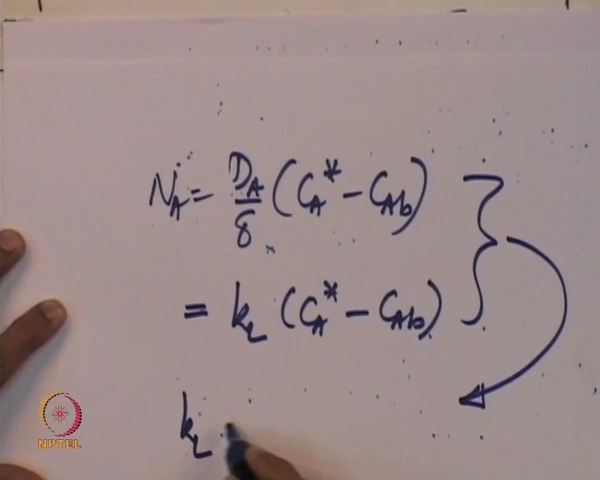 N_A = D_A/δ (C_A* − C_Ab)
= k_L (C_A* − C_Ab)
k_L
NPTEL